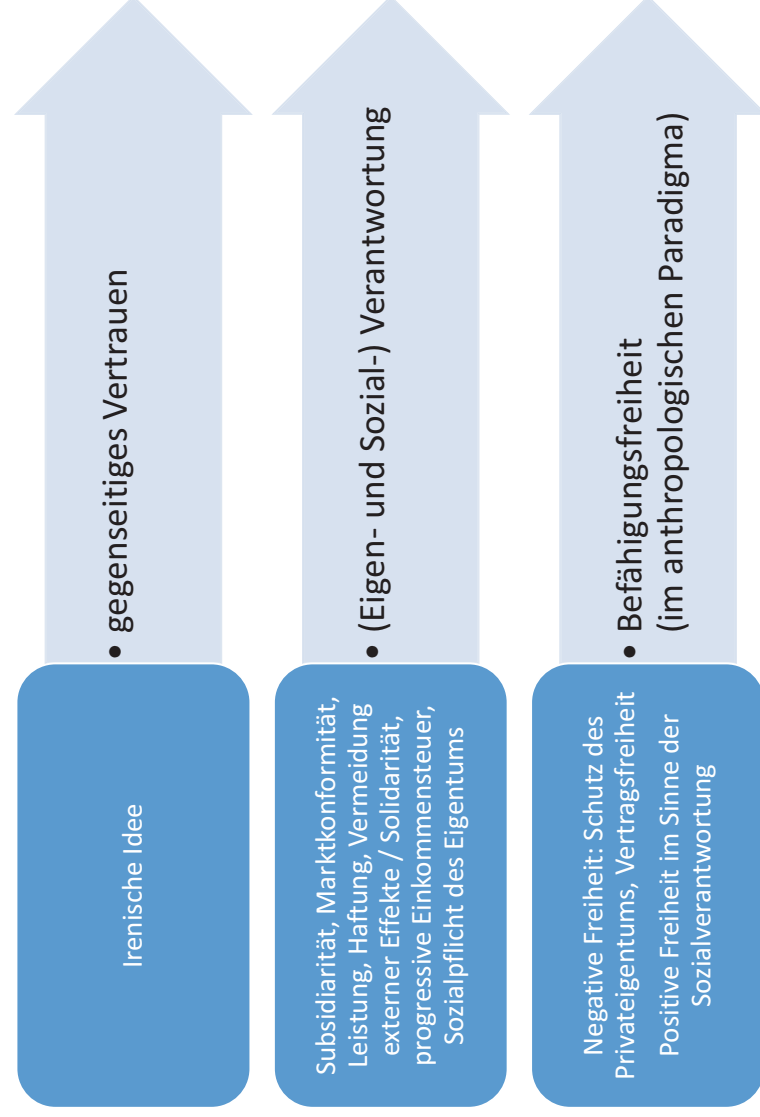 Irenische Idee
• gegenseitiges Vertrauen
Subsidiarität, Marktkonformität,
Leistung, Haftung, Vermeidung
externer Effekte / Solidarität,
progressive Einkommensteuer,
Sozialpflicht des Eigentums
• (Eigen- und Sozial-) Verantwortung
Negative Freiheit: Schutz des
Privateigentums, Vertragsfreiheit
Positive Freiheit im Sinne der
Sozialverantwortung
• Befähigungsfreiheit
(im anthropologischen Paradigma)